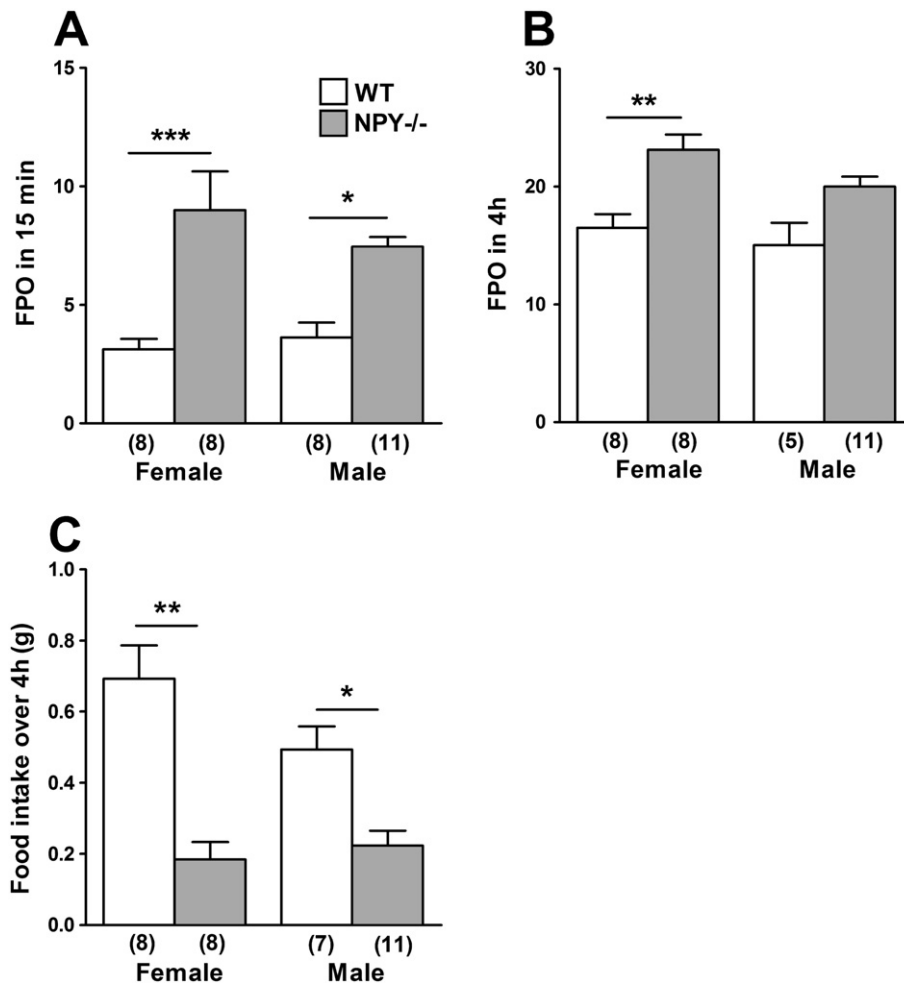 A
FPO in 15 min
15
10
5
0
WT
NPY-/-
***
*
(8) (8) (8) (11)
Female Male
B
FPO in 4h
30
20
10
0
**
(8) (8) (5) (11)
Female Male
C
Food intake over 4h (g)
1.0
0.8
0.6
0.4
0.2
0.0
**
*
(8) (8) (7) (11)
Female Male